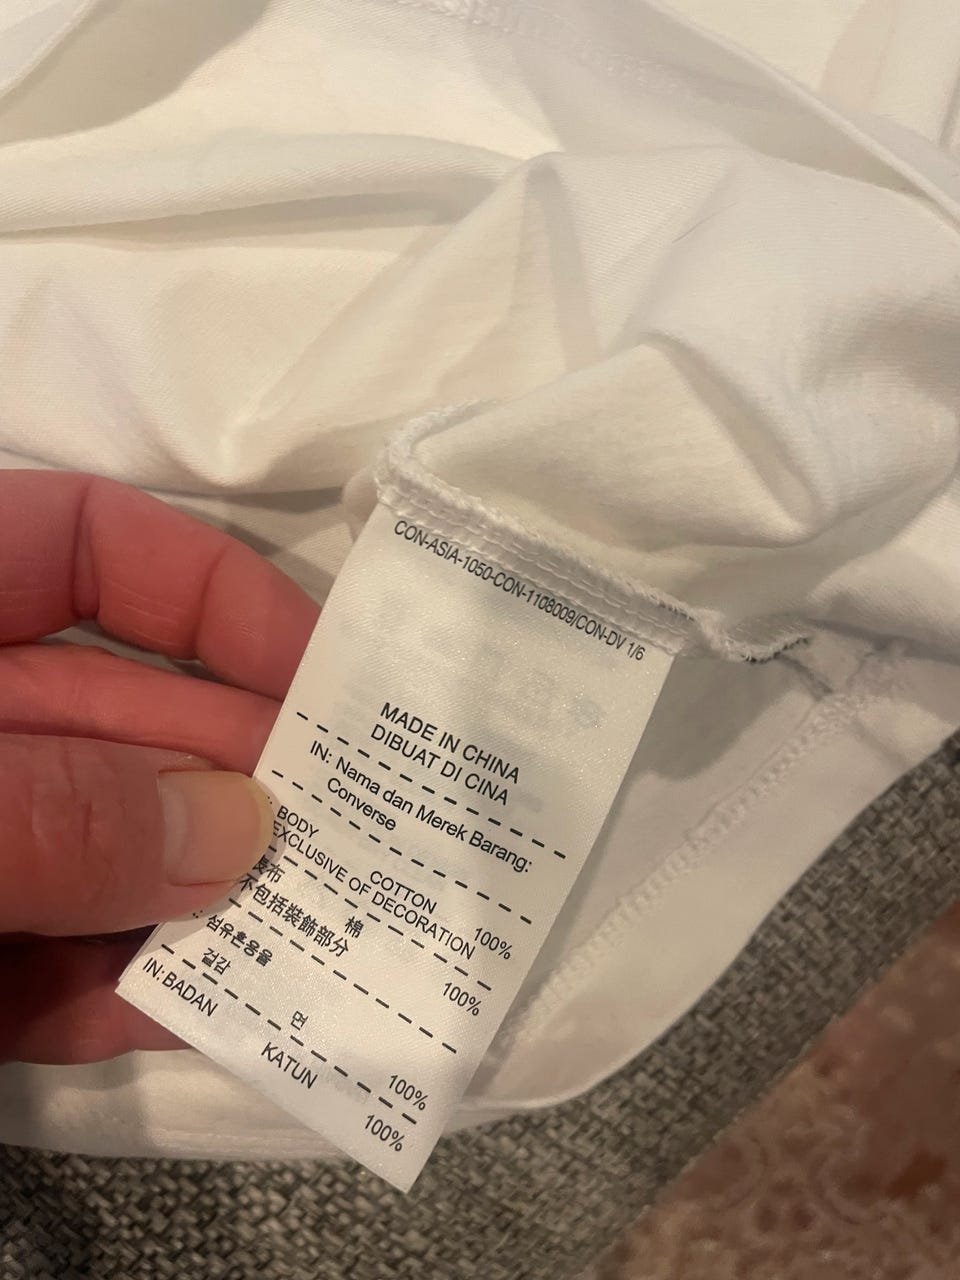 CON-ASIA-1050-CON-1108009/CON-DV 1/6
MADE IN CHINA
DIBUAT DI CINA
IN: Nama dan Merek Barang:
Converse
BODY
COTTON 100%
EXCLUSIVE OF DECORATION
表布
棉 100%
不包括裝飾部分
섬유혼용율
겉감
면 100%
IN: BADAN
KATUN 100%